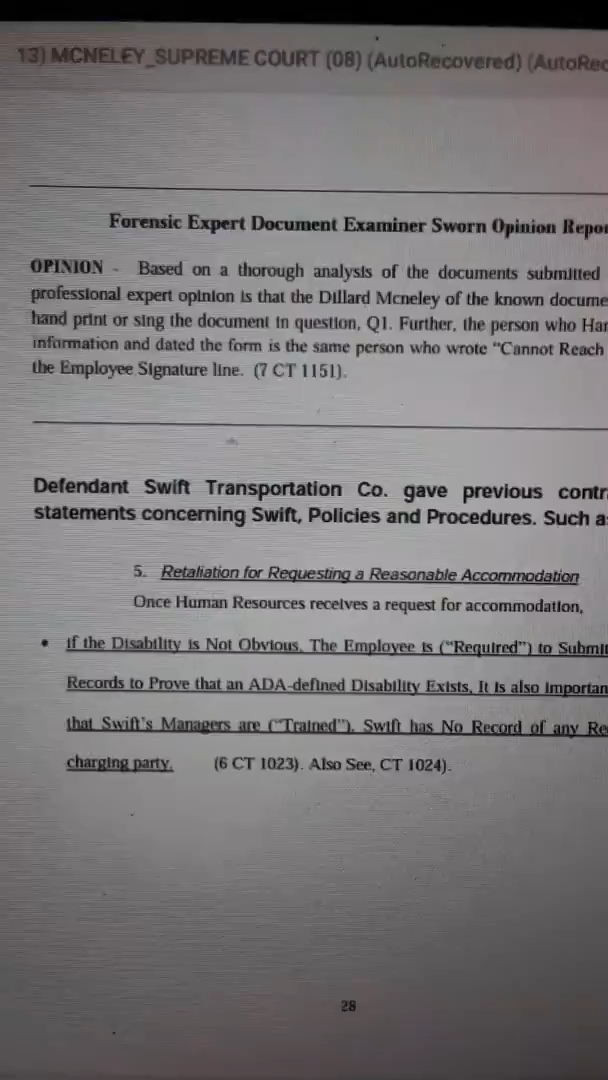 13) MCNELEY_SUPREME COURT (08) (AutoRecovered) (AutoRec
Forensic Expert Document Examiner Sworn Opinion Repor
OPINION - Based on a thorough analysis of the documents submitted
professional expert opinion is that the Dillard Mcneley of the known docume
hand print or sing the document in question, Q1. Further, the person who Har
information and dated the form is the same person who wrote "Cannot Reach
the Employee Signature line. (7 CT 1151).
Defendant Swift Transportation Co. gave previous contr
statements concerning Swift, Policies and Procedures. Such as
5. Retaliation for Requesting a Reasonable Accommodation
Once Human Resources receives a request for accommodation,
• if the Disability is Not Obvious, The Employee is ("Required") to Submit
Records to Prove that an ADA-defined Disability Exists, It is also Importan
that Swift's Managers are ("Trained"). Swift has No Record of any Re
charging party. (6 CT 1023). Also See, CT 1024).
28